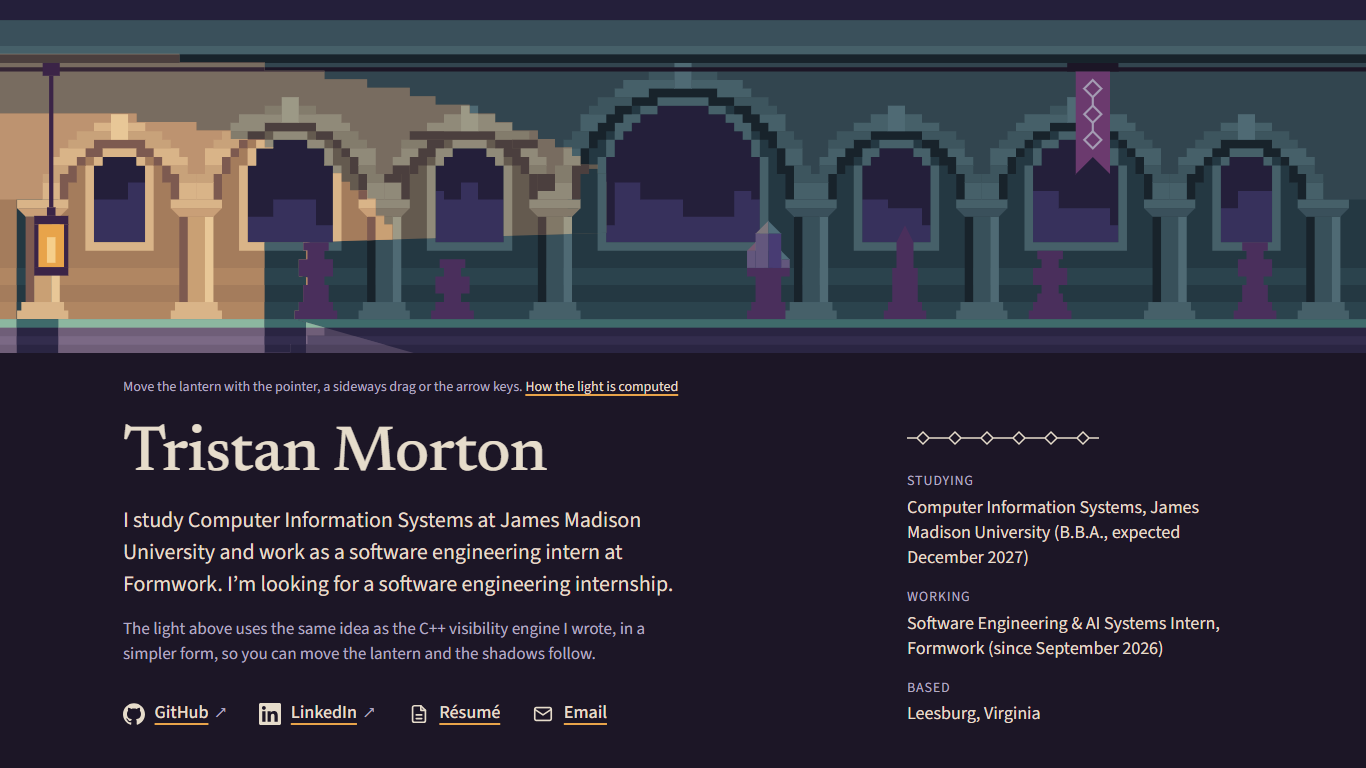 Move the lantern with the pointer, a sideways drag or the arrow keys. How the light is computed
Tristan Morton
I study Computer Information Systems at James Madison
University and work as a software engineering intern at
Formwork. I’m looking for a software engineering internship.
The light above uses the same idea as the C++ visibility engine I wrote, in a
simpler form, so you can move the lantern and the shadows follow.
GitHub ↗ LinkedIn ↗ Résumé Email
STUDYING
Computer Information Systems, James
Madison University (B.B.A., expected
December 2027)
WORKING
Software Engineering & AI Systems Intern,
Formwork (since September 2026)
BASED
Leesburg, Virginia